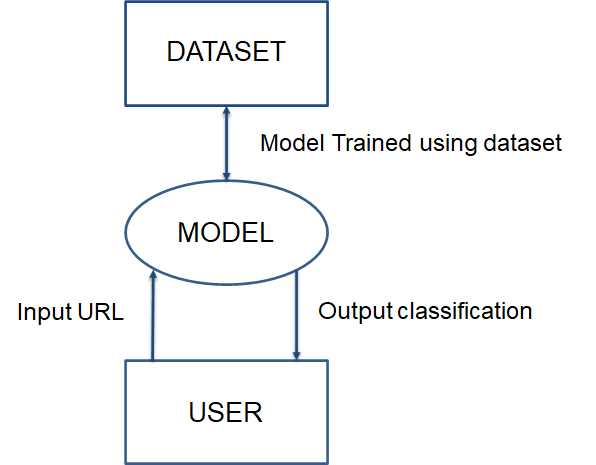 DATASET
Model Trained using dataset
MODEL
Input URL
Output classification
USER